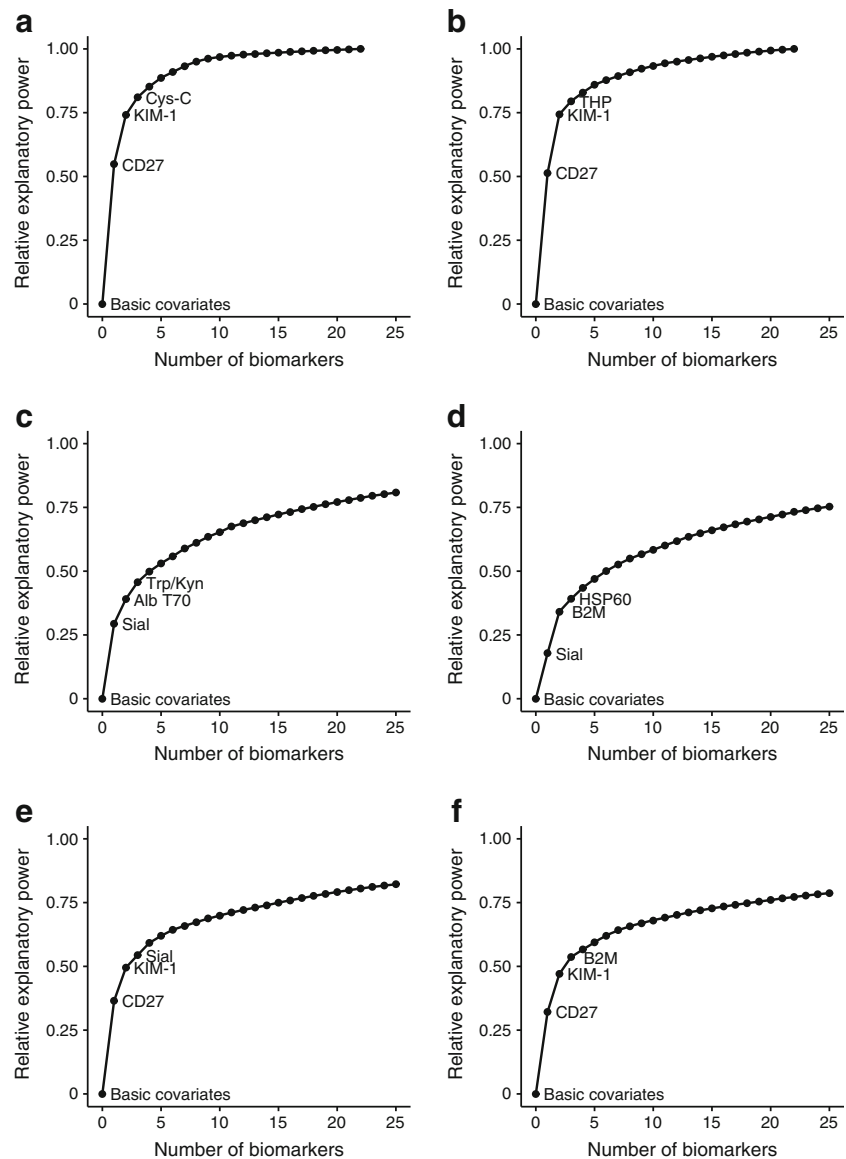 a
Relative explanatory power
1.00
0.75
0.50
0.25
0
Cys-C
KIM-1
CD27
Basic covariates
0 5 10 15 20 25
Number of biomarkers
b
Relative explanatory power
1.00
0.75
0.50
0.25
0
THP
KIM-1
CD27
Basic covariates
0 5 10 15 20 25
Number of biomarkers
c
Relative explanatory power
1.00
0.75
0.50
0.25
0
Trp/Kyn
Alb T70
Sial
Basic covariates
0 5 10 15 20 25
Number of biomarkers
d
Relative explanatory power
1.00
0.75
0.50
0.25
0
HSP60
B2M
Sial
Basic covariates
0 5 10 15 20 25
Number of biomarkers
e
Relative explanatory power
1.00
0.75
0.50
0.25
0
Sial
KIM-1
CD27
Basic covariates
0 5 10 15 20 25
Number of biomarkers
f
Relative explanatory power
1.00
0.75
0.50
0.25
0
B2M
KIM-1
CD27
Basic covariates
0 5 10 15 20 25
Number of biomarkers